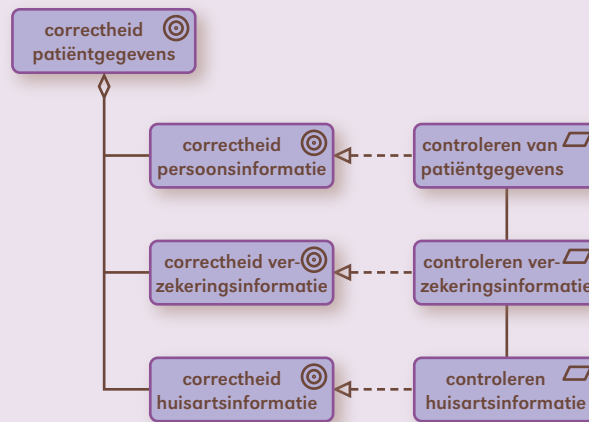 correctheid
patiëntgegevens
correctheid
persoonsinformatie
controleren van
patiëntgegevens
correctheid ver-
zekeringsinformatie
controleren ver-
zekeringsinformatie
correctheid
huisartsinformatie
controleren
huisartsinformatie